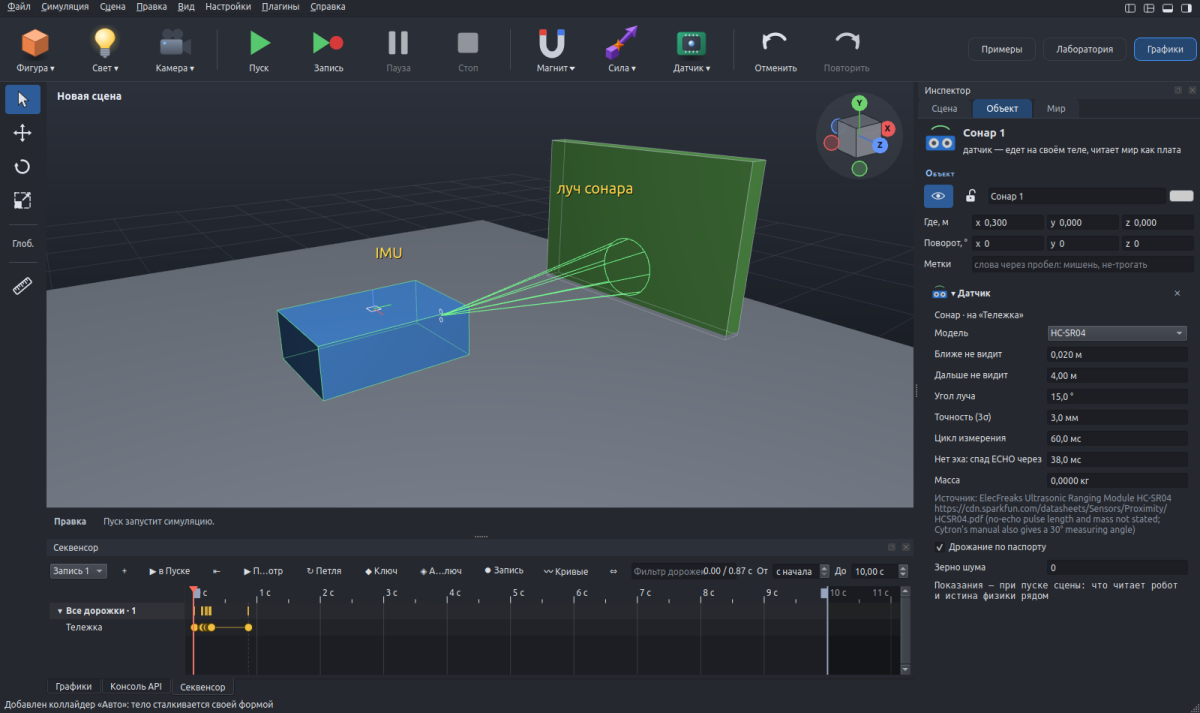 Файл Симуляция Сцена Правка Вид Настройки Плагины Справка
Фигура ▾ Свет ▾ Камера ▾ Пуск Запись Пауза Стоп Магнит ▾ Сила ▾ Датчик ▾ Отменить Повторить Примеры Лаборатория Графики
Новая сцена
Y
X
Z
луч сонара
IMU
Глоб.
Инспектор
Сцена Объект Мир
Сонар 1
датчик — едет на своём теле, читает мир как плата
Объект
Сонар 1
Где, м x 0,300 y 0,000 z 0,000
Поворот, ° x 0 y 0 z 0
Метки слова через пробел: мишень, не-трогать
▾ Датчик ×
Сонар · на «Тележка»
Модель HC-SR04
Ближе не видит 0,020 м
Дальше не видит 4,00 м
Угол луча 15,0 °
Точность (3σ) 3,0 мм
Цикл измерения 60,0 мс
Нет эха: спад ECHO через 38,0 мс
Масса 0,0000 кг
Источник: ElecFreaks Ultrasonic Ranging Module HC-SR04
https://cdn.sparkfun.com/datasheets/Sensors/Proximity/
HCSR04.pdf (no-echo pulse length and mass not stated;
Cytron's manual also gives a 30° measuring angle)
✓ Дрожание по паспорту
Зерно шума 0
Показания — при пуске сцены: что читает робот
и истина физики рядом
Правка Пуск запустит симуляцию.
Секвенсор
Запись 1 + ▶ в Пуске ⇤ ▶ П…отр ↻ Петля ◆ Ключ ◈ А…люч ● Запись 〰 Кривые ⇔ Фильтр дорожек 0.00 / 0.87 с От с начала До 10,00 с
с 1 с 2 с 3 с 4 с 5 с 6 с 7 с 8 с 9 с 10 с 11 с
▾ Все дорожки · 1
Тележка
Графики Консоль API Секвенсор
Добавлен коллайдер «Авто»: тело сталкивается своей формой